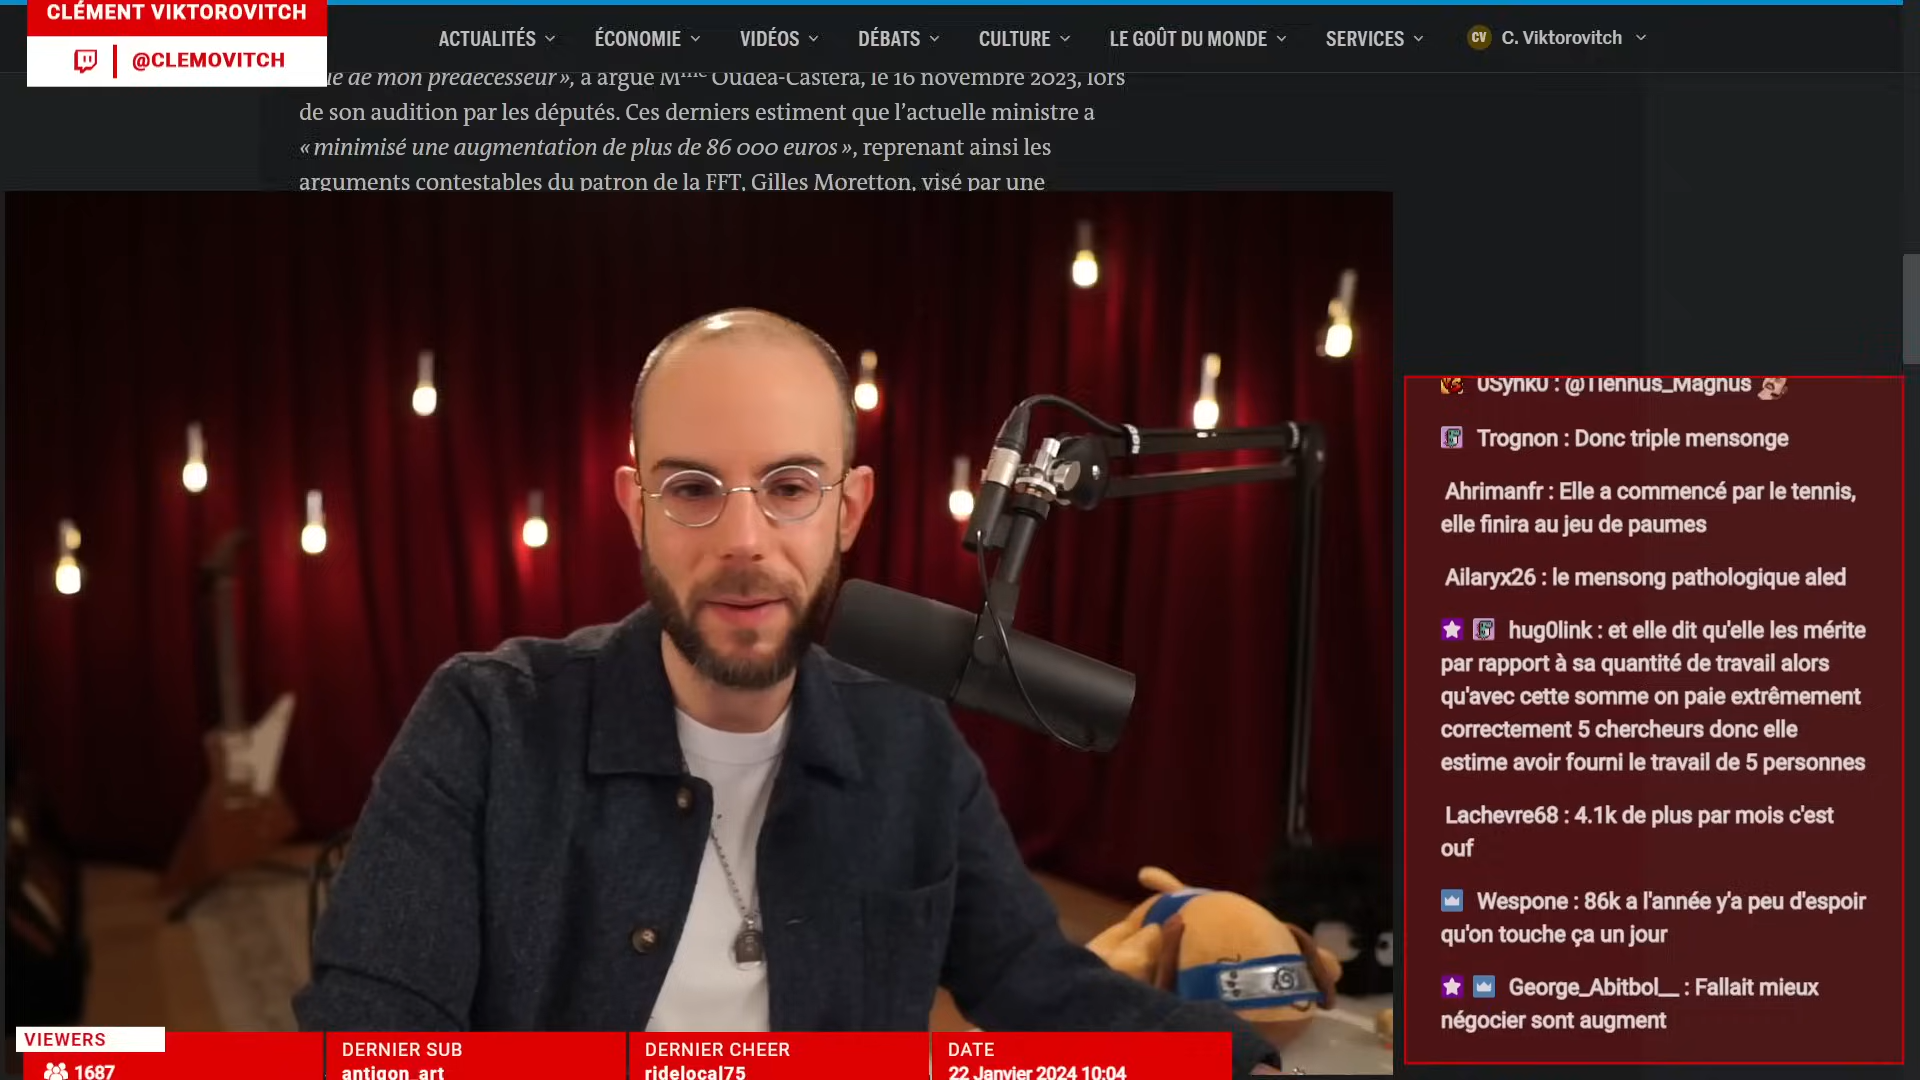 CLÉMENT VIKTOROVITCH
@CLEMOVITCH
ACTUALITÉS
ÉCONOMIE
VIDÉOS
DÉBATS
CULTURE
LE GOÛT DU MONDE
SERVICES
CV
C. Viktorovitch
de mon prédécesseur », a argué Mme Oudéa-Castéra, le 16 novembre 2023, lors
de son audition par les députés. Ces derniers estiment que l'actuelle ministre a
« minimisé une augmentation de plus de 86 000 euros », reprenant ainsi les
arguments contestables du patron de la FFT, Gilles Moretton, visé par une
0Synk0 : @Tiennus_Magnus
Trognon : Donc triple mensonge
Ahrimanfr : Elle a commencé par le tennis,
elle finira au jeu de paumes
Ailaryx26 : le mensong pathologique aled
hug0link : et elle dit qu'elle les mérite
par rapport à sa quantité de travail alors
qu'avec cette somme on paie extrêmement
correctement 5 chercheurs donc elle
estime avoir fourni le travail de 5 personnes
Lachevre68 : 4.1k de plus par mois c'est
ouf
Wespone : 86k a l'année y'a peu d'espoir
qu'on touche ça un jour
George_Abitbol__ : Fallait mieux
négocier sont augment
VIEWERS
1687
DERNIER SUB
antigon_art
DERNIER CHEER
ridelocal75
DATE
22 Janvier 2024 10:04